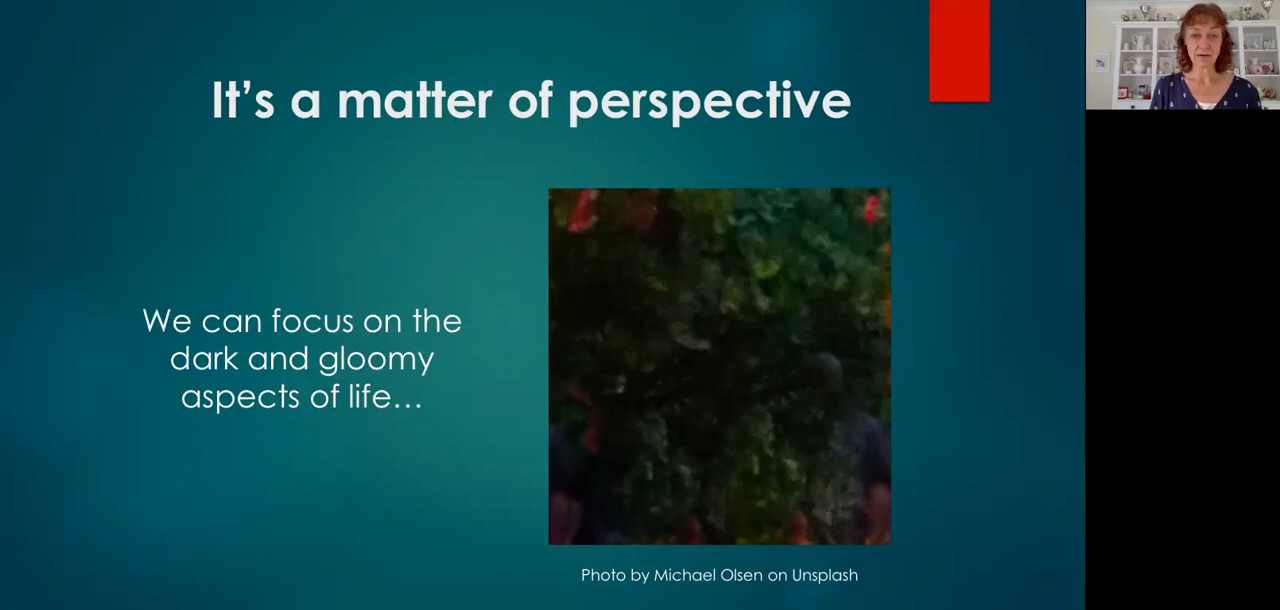 It’s a matter of perspective
We can focus on the
dark and gloomy
aspects of life…
Photo by Michael Olsen on Unsplash